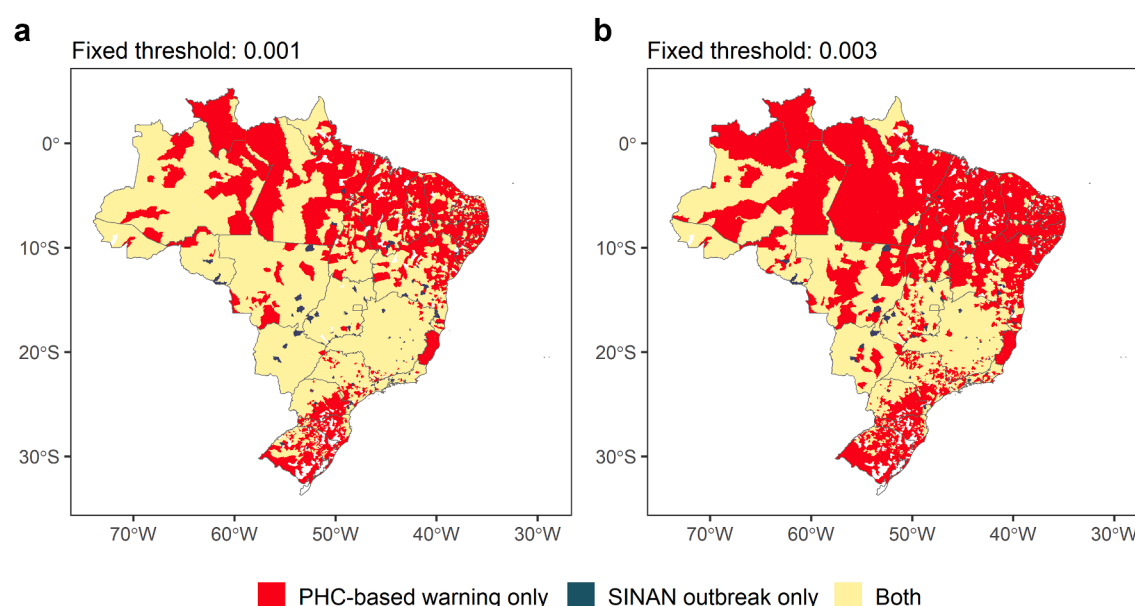 a
Fixed threshold: 0.001
0°
10°S
20°S
30°S
70°W
60°W
50°W
40°W
30°W
b
Fixed threshold: 0.003
0°
10°S
20°S
30°S
70°W
60°W
50°W
40°W
30°W
PHC-based warning only
SINAN outbreak only
Both